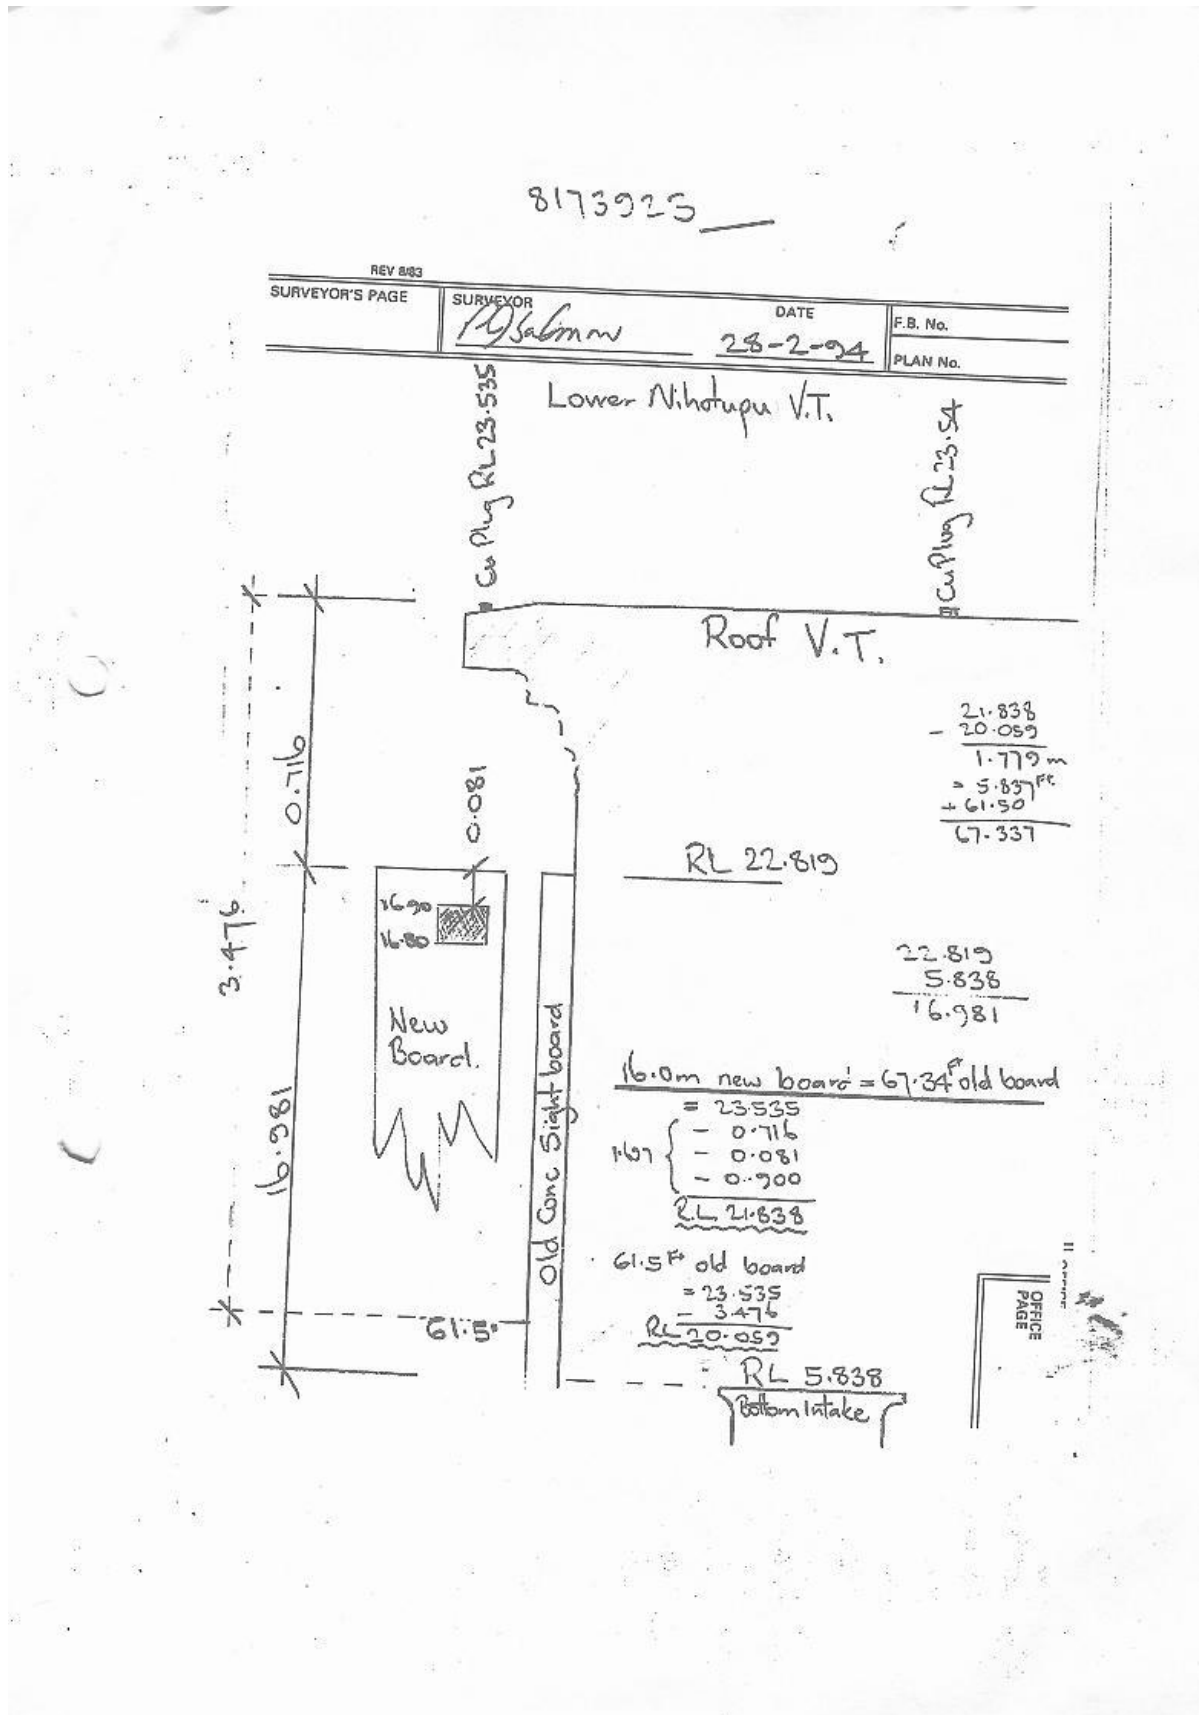 8173925
REV 8/83
SURVEYOR'S PAGE
SURVEYOR
DATE
28-2-94
F.B. No.
PLAN No.
Lower Nihotupu V.T.
Cu Plug RL 23.535
Cu Plug RL 23.54
Roof V.T.
21.838
- 20.059
1.779 m
= 5.837 Ft
+ 61.50
67.337
0.716
0.081
RL 22.819
3.476
16.90
16.80
New
Board.
22.819
5.838
16.981
16.981
Old Conc Sight board
16.0m new board = 67.34 Ft old board
= 23.535
- 0.716
1.697 { - 0.081
- 0.900
RL 21.838
61.5 Ft old board
= 23.535
- 3.476
RL 20.059
61.5
RL 5.838
Bottom Intake
OFFICE
PAGE